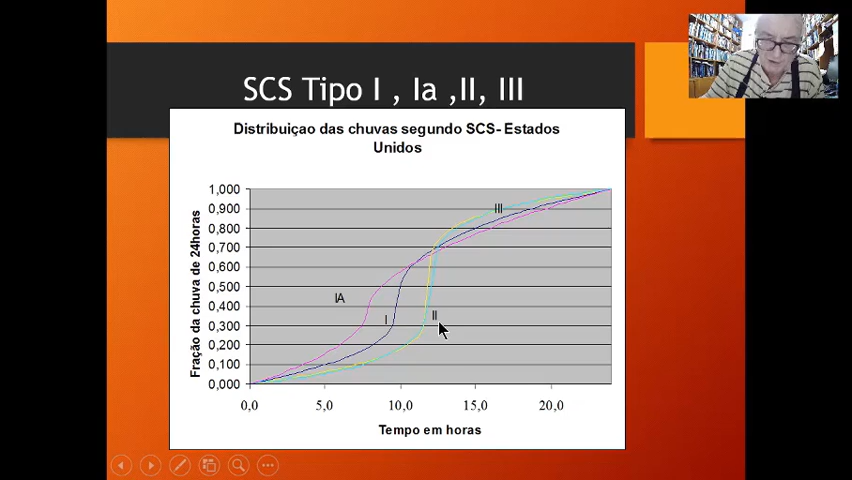 SCS Tipo I , Ia ,II, III
Distribuiçao das chuvas segundo SCS- Estados
Unidos
Fração da chuva de 24horas
1,000
0,900
0,800
0,700
0,600
0,500
0,400
0,300
0,200
0,100
0,000
III
IA
I
II
0,0
5,0
10,0
15,0
20,0
Tempo em horas